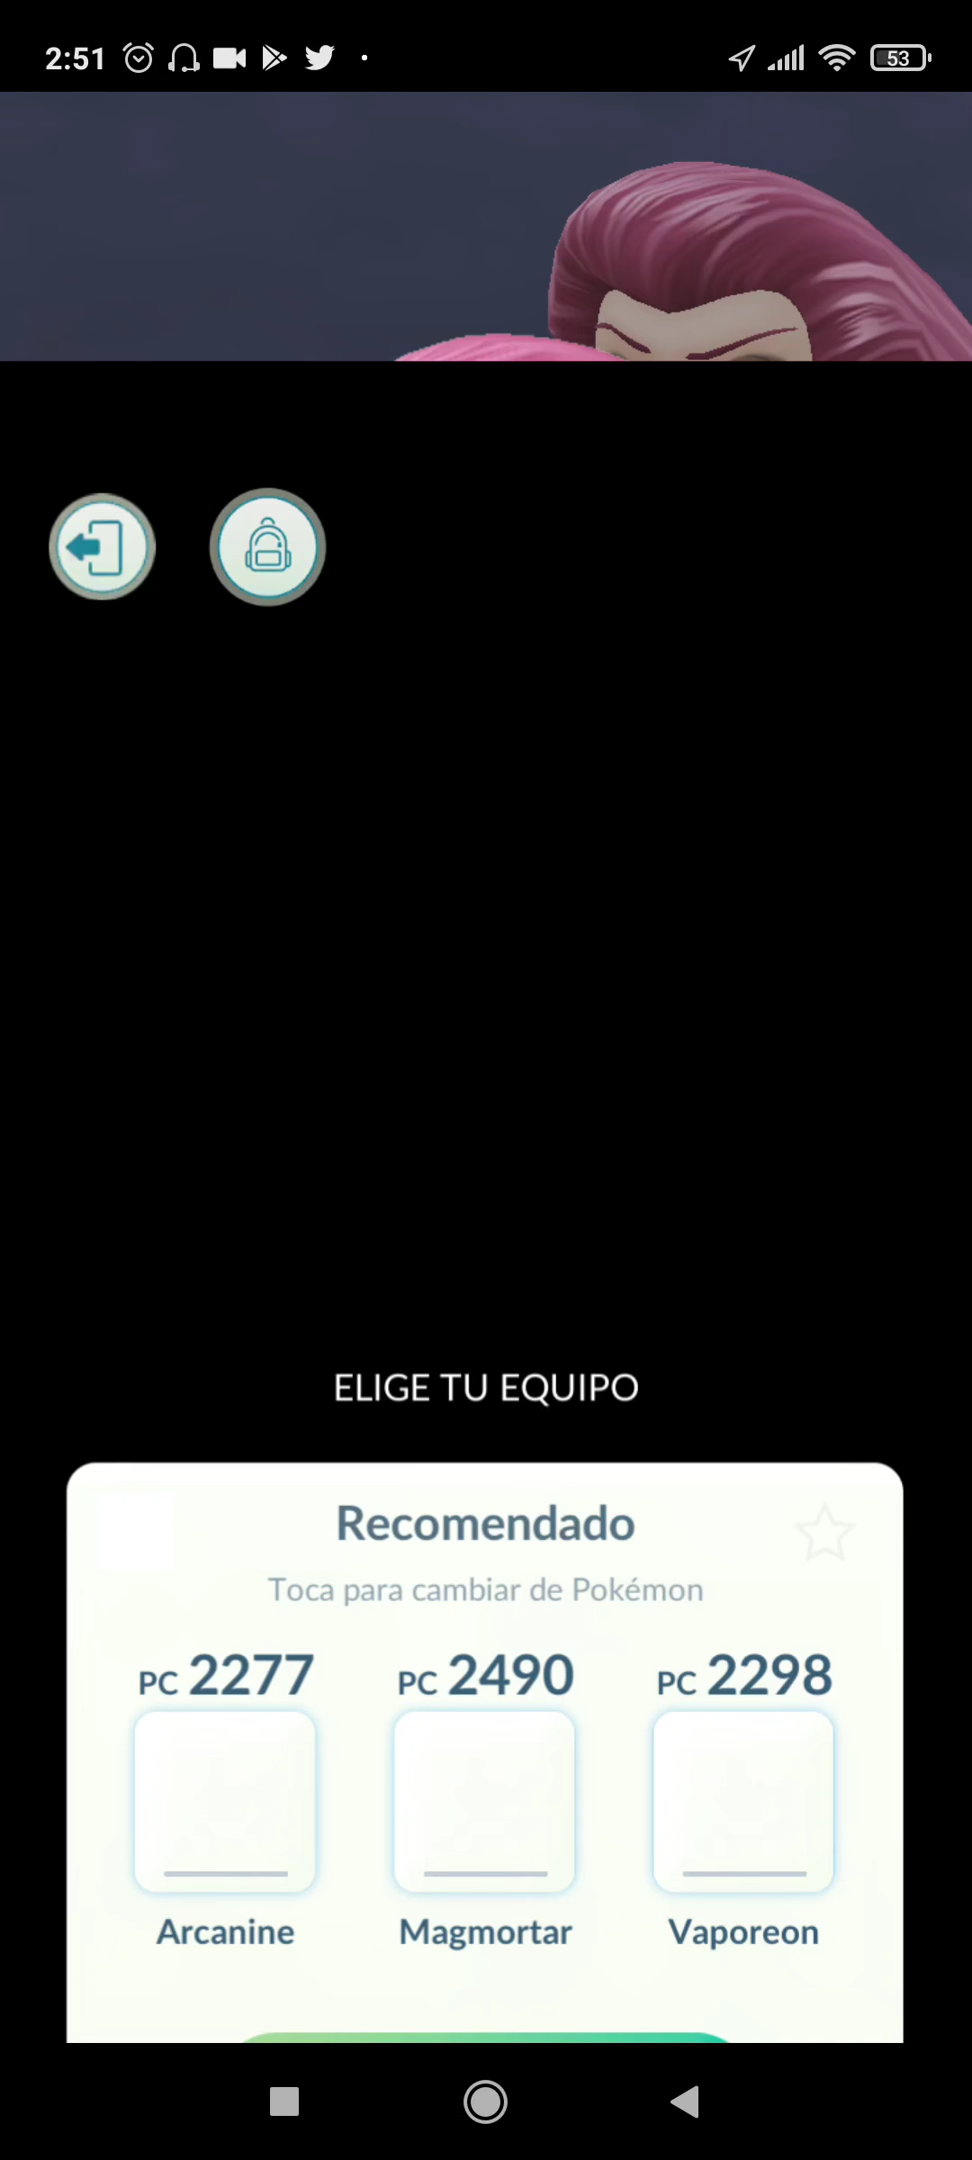 2:51
53
ELIGE TU EQUIPO
Recomendado
Toca para cambiar de Pokémon
PC 2277 PC 2490 PC 2298
Arcanine Magmortar Vaporeon